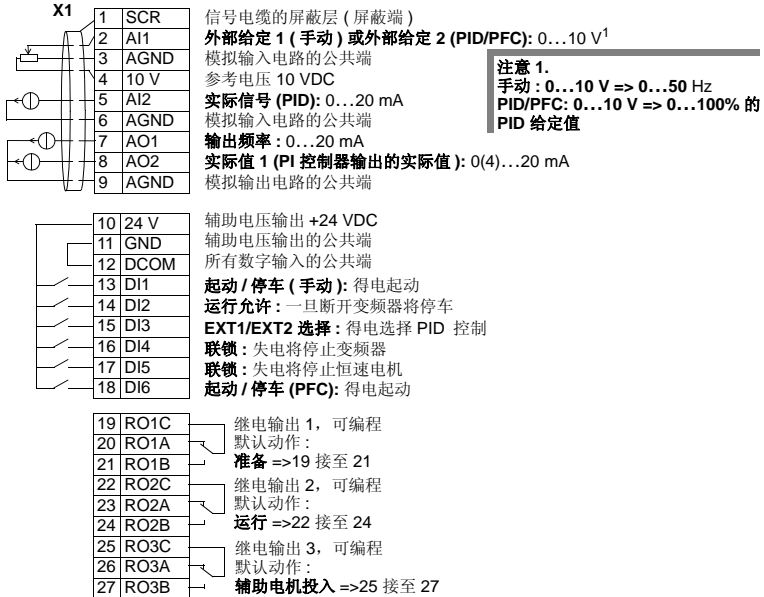 X1
1 SCR 信号电缆的屏蔽层 ( 屏蔽端 )
2 AI1 外部给定 1 ( 手动 ) 或外部给定 2 (PID/PFC): 0…10 V1
3 AGND 模拟输入电路的公共端
4 10 V 参考电压 10 VDC
5 AI2 实际信号 (PID): 0…20 mA
6 AGND 模拟输入电路的公共端
7 AO1 输出频率 : 0…20 mA
8 AO2 实际值 1 (PI 控制器输出的实际值 ): 0(4)…20 mA
9 AGND 模拟输出电路的公共端
注意 1.
手动 : 0…10 V => 0…50 Hz
PID/PFC: 0…10 V => 0…100% 的
PID 给定值
10 24 V 辅助电压输出 +24 VDC
11 GND 辅助电压输出的公共端
12 DCOM 所有数字输入的公共端
13 DI1 起动 / 停车 ( 手动 ): 得电起动
14 DI2 运行允许 : 一旦断开变频器将停车
15 DI3 EXT1/EXT2 选择 : 得电选择 PID 控制
16 DI4 联锁 : 失电将停止变频器
17 DI5 联锁 : 失电将停止恒速电机
18 DI6 起动 / 停车 (PFC): 得电起动
19 RO1C 继电输出 1，可编程
20 RO1A 默认动作 :
21 RO1B 准备 =>19 接至 21
22 RO2C 继电输出 2，可编程
23 RO2A 默认动作 :
24 RO2B 运行 =>22 接至 24
25 RO3C 继电输出 3，可编程
26 RO3A 默认动作 :
27 RO3B 辅助电机投入 =>25 接至 27